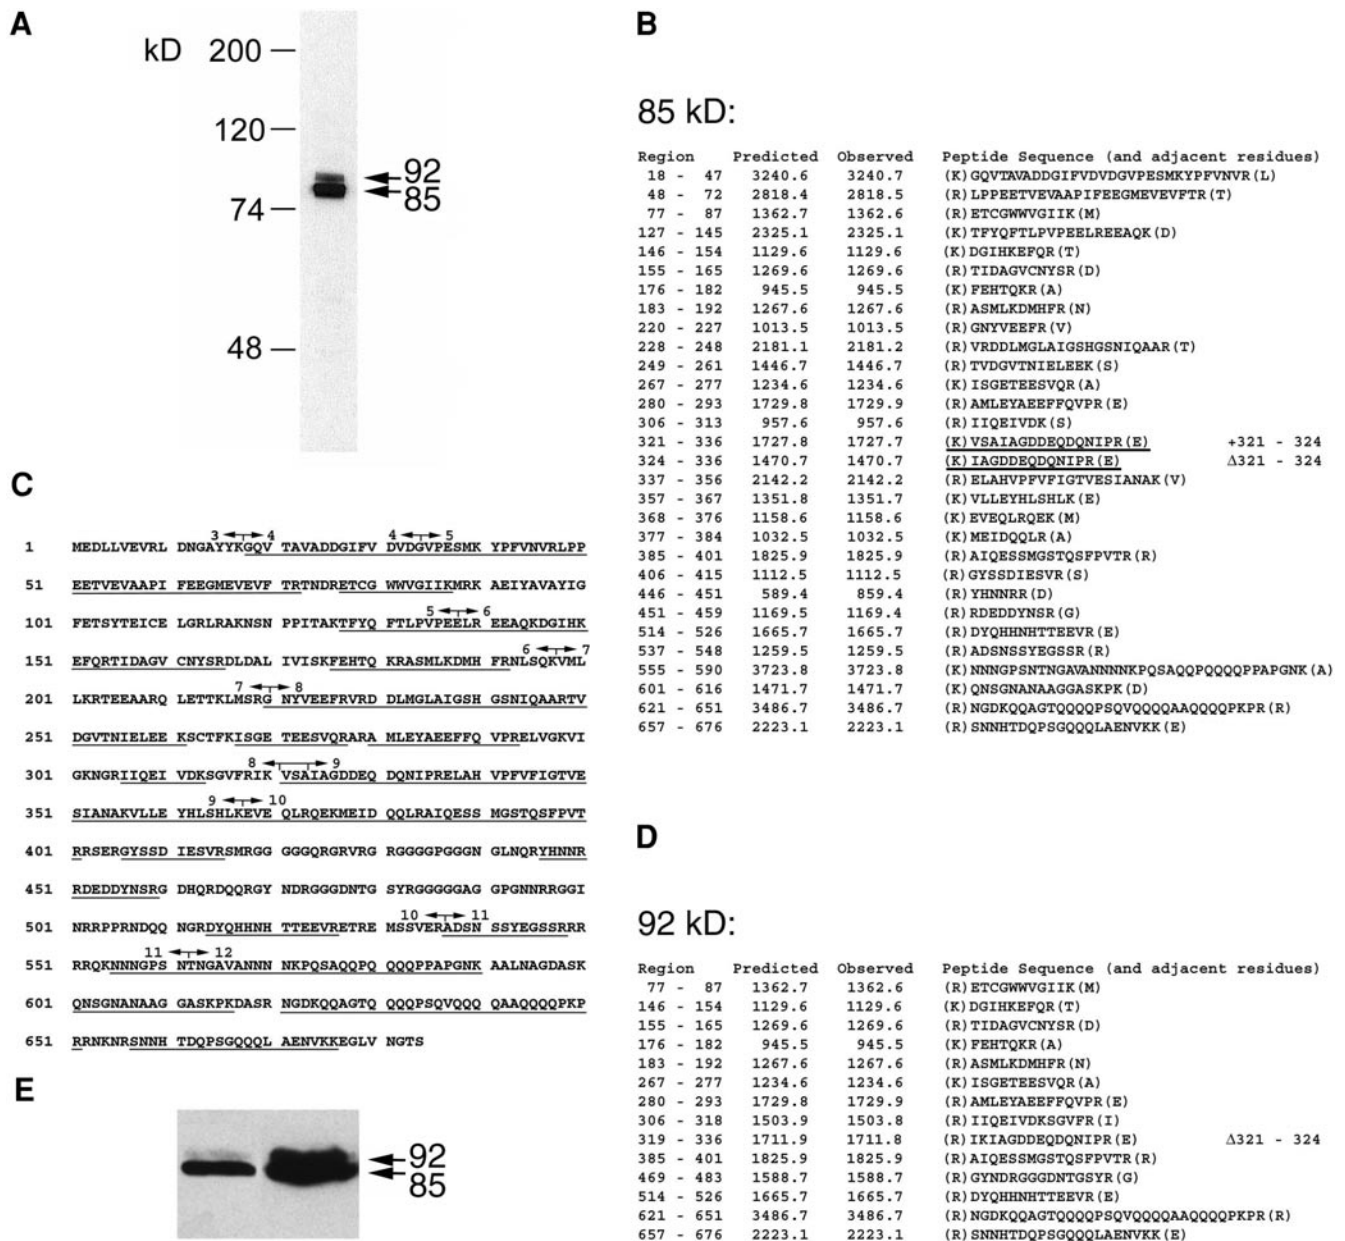 A
kD
200
120
74
48
92
85
B
85 kD:
Region Predicted Observed Peptide Sequence (and adjacent residues)
18 - 47 3240.6 3240.7 (K)GQVTAVADDGIFVDVDGVPESMKYPFVNVR(L)
48 - 72 2818.4 2818.5 (R)LPPEETVEVAAPIFEEGMEVEVFTR(T)
77 - 87 1362.7 1362.6 (R)ETCGWWVGIIK(M)
127 - 145 2325.1 2325.1 (K)TFYQFTLPVPEELREEAQK(D)
146 - 154 1129.6 1129.6 (K)DGIHKEFQR(T)
155 - 165 1269.6 1269.6 (R)TIDAGVCNYSR(D)
176 - 182 945.5 945.5 (K)FEHTQKR(A)
183 - 192 1267.6 1267.6 (R)ASMLKDMHFR(N)
220 - 227 1013.5 1013.5 (R)GNYVEEFR(V)
228 - 248 2181.1 2181.2 (R)VRDDLMGLAIGSHGSNIQAAR(T)
249 - 261 1446.7 1446.7 (R)TVDGVTNIELEEK(S)
267 - 277 1234.6 1234.6 (K)ISGETEESVQR(A)
280 - 293 1729.8 1729.9 (R)AMLEYAEEFFQVPR(E)
306 - 313 957.6 957.6 (R)IIQEIVDK(S)
321 - 336 1727.8 1727.7 (K)VSAIAGDDEQDQNIPR(E) +321 - 324
324 - 336 1470.7 1470.7 (K)IAGDDEQDQNIPR(E) Δ321 - 324
337 - 356 2142.2 2142.2 (R)ELAHVPFVFIGTVESIANAK(V)
357 - 367 1351.8 1351.7 (K)VLLEYHLSHLK(E)
368 - 376 1158.6 1158.6 (K)EVEQLRQEK(M)
377 - 384 1032.5 1032.5 (K)MEIDQQLR(A)
385 - 401 1825.9 1825.9 (R)AIQESSMGSTQSFPVTR(R)
406 - 415 1112.5 1112.5 (R)GYSSDIESVR(S)
446 - 451 589.4 859.4 (R)YHNNRR(D)
451 - 459 1169.5 1169.4 (R)RDEDDYNSR(G)
514 - 526 1665.7 1665.7 (R)DYQHHNHTTEEVR(E)
537 - 548 1259.5 1259.5 (R)ADSNSSYEGSSR(R)
555 - 590 3723.8 3723.8 (K)NNNGPSNTNGAVANNNNKPQSAQQPQQQQPPAPGNK(A)
601 - 616 1471.7 1471.7 (K)QNSGNANAAGGASKPK(D)
621 - 651 3486.7 3486.7 (R)NGDKQQAGTQQQQPSQVQQQQAAQQQQPKPR(R)
657 - 676 2223.1 2223.1 (R)SNNHTDQPSGQQQLAENVKK(E)
C
3 4 4 5
1 MEDLLVEVRL DNGAYYKGQV TAVADDGIFV DVDGVPESMK YPFVNVRLPP
51 EETVEVAAPI FEEGMEVEVF TRTNDRETCG WWVGIIKMRK AEIYAVAYIG
5 6
101 FETSYTEICE LGRLRAKNSN PPITAKTFYQ FTLPVPEELR EEAQKDGIHK
6 7
151 EFQRTIDAGV CNYSRDLDAL IVISKFEHTQ KRASMLKDMH FRNLSQKVML
7 8
201 LKRTEEAARQ LETTKLMSRG NYVEEFRVRD DLMGLAIGSH GSNIQAARTV
251 DGVTNIELEE KSCTFKISGE TEESVQRARA MLEYAEEFFQ VPRELVGKVI
8 9
301 GKNGRIIQEI VDKSGVFRIK VSAIAGDDEQ DQNIPRELAH VPFVFIGTVE
9 10
351 SIANAKVLLE YHLSHLKEVE QLRQEKMEID QQLRAIQESS MGSTQSFPVT
401 RRSERGYSSD IESVRSMRGG GGGQRGRVRG RGGGGPGGGN GLNQRYHNNR
451 RDEDDYNSRG DHQRDQQRGY NDRGGGDNTG SYRGGGGGAG GPGNNRRGGI
10 11
501 NRRPPRNDQQ NGRDYQHHNH TTEEVRETRE MSSVERADSN SSYEGSSRRR
11 12
551 RRQKNNNGPS NTNGAVANNN NKPQSAQQPQ QQQPPAPGNK AALNAGDASK
601 QNSGNANAAG GASKPKDASR NGDKQQAGTQ QQQPSQVQQQ QAAQQQQPKP
651 RRNKNRSNNH TDQPSGQQQL AENVKKEGLV NGTS
D
92 kD:
Region Predicted Observed Peptide Sequence (and adjacent residues)
77 - 87 1362.7 1362.6 (R)ETCGWWVGIIK(M)
146 - 154 1129.6 1129.6 (K)DGIHKEFQR(T)
155 - 165 1269.6 1269.6 (R)TIDAGVCNYSR(D)
176 - 182 945.5 945.5 (K)FEHTQKR(A)
183 - 192 1267.6 1267.6 (R)ASMLKDMHFR(N)
267 - 277 1234.6 1234.6 (K)ISGETEESVQR(A)
280 - 293 1729.8 1729.9 (R)AMLEYAEEFFQVPR(E)
306 - 318 1503.9 1503.8 (R)IIQEIVDKSGVFR(I)
319 - 336 1711.9 1711.8 (R)IKIAGDDEQDQNIPR(E) Δ321 - 324
385 - 401 1825.9 1825.9 (R)AIQESSMGSTQSFPVTR(R)
469 - 483 1588.7 1588.7 (R)GYNDRGGGDNTGSYR(G)
514 - 526 1665.7 1665.7 (R)DYQHHNHTTEEVR(E)
621 - 651 3486.7 3486.7 (R)NGDKQQAGTQQQQPSQVQQQQAAQQQQPKPR(R)
657 - 676 2223.1 2223.1 (R)SNNHTDQPSGQQQLAENVKK(E)
E
92
85